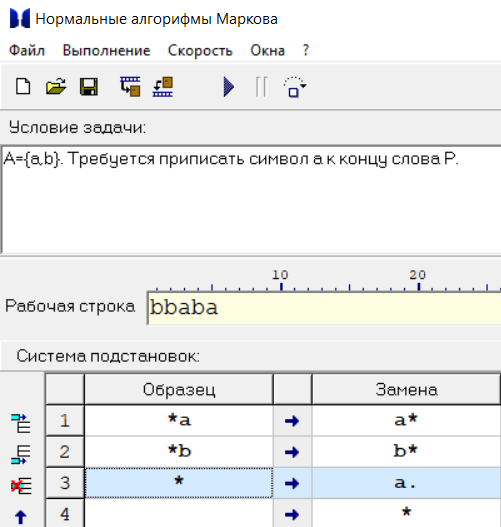 Нормальные алгорифмы Маркова
Файл Выполнение Скорость Окна ?
Условие задачи:
A={a,b}. Требуется приписать символ a к концу слова P.
10 20
Рабочая строка bbaba
Система подстановок:
Образец Замена
1 *a → a*
2 *b → b*
3 * → a.
4 → *